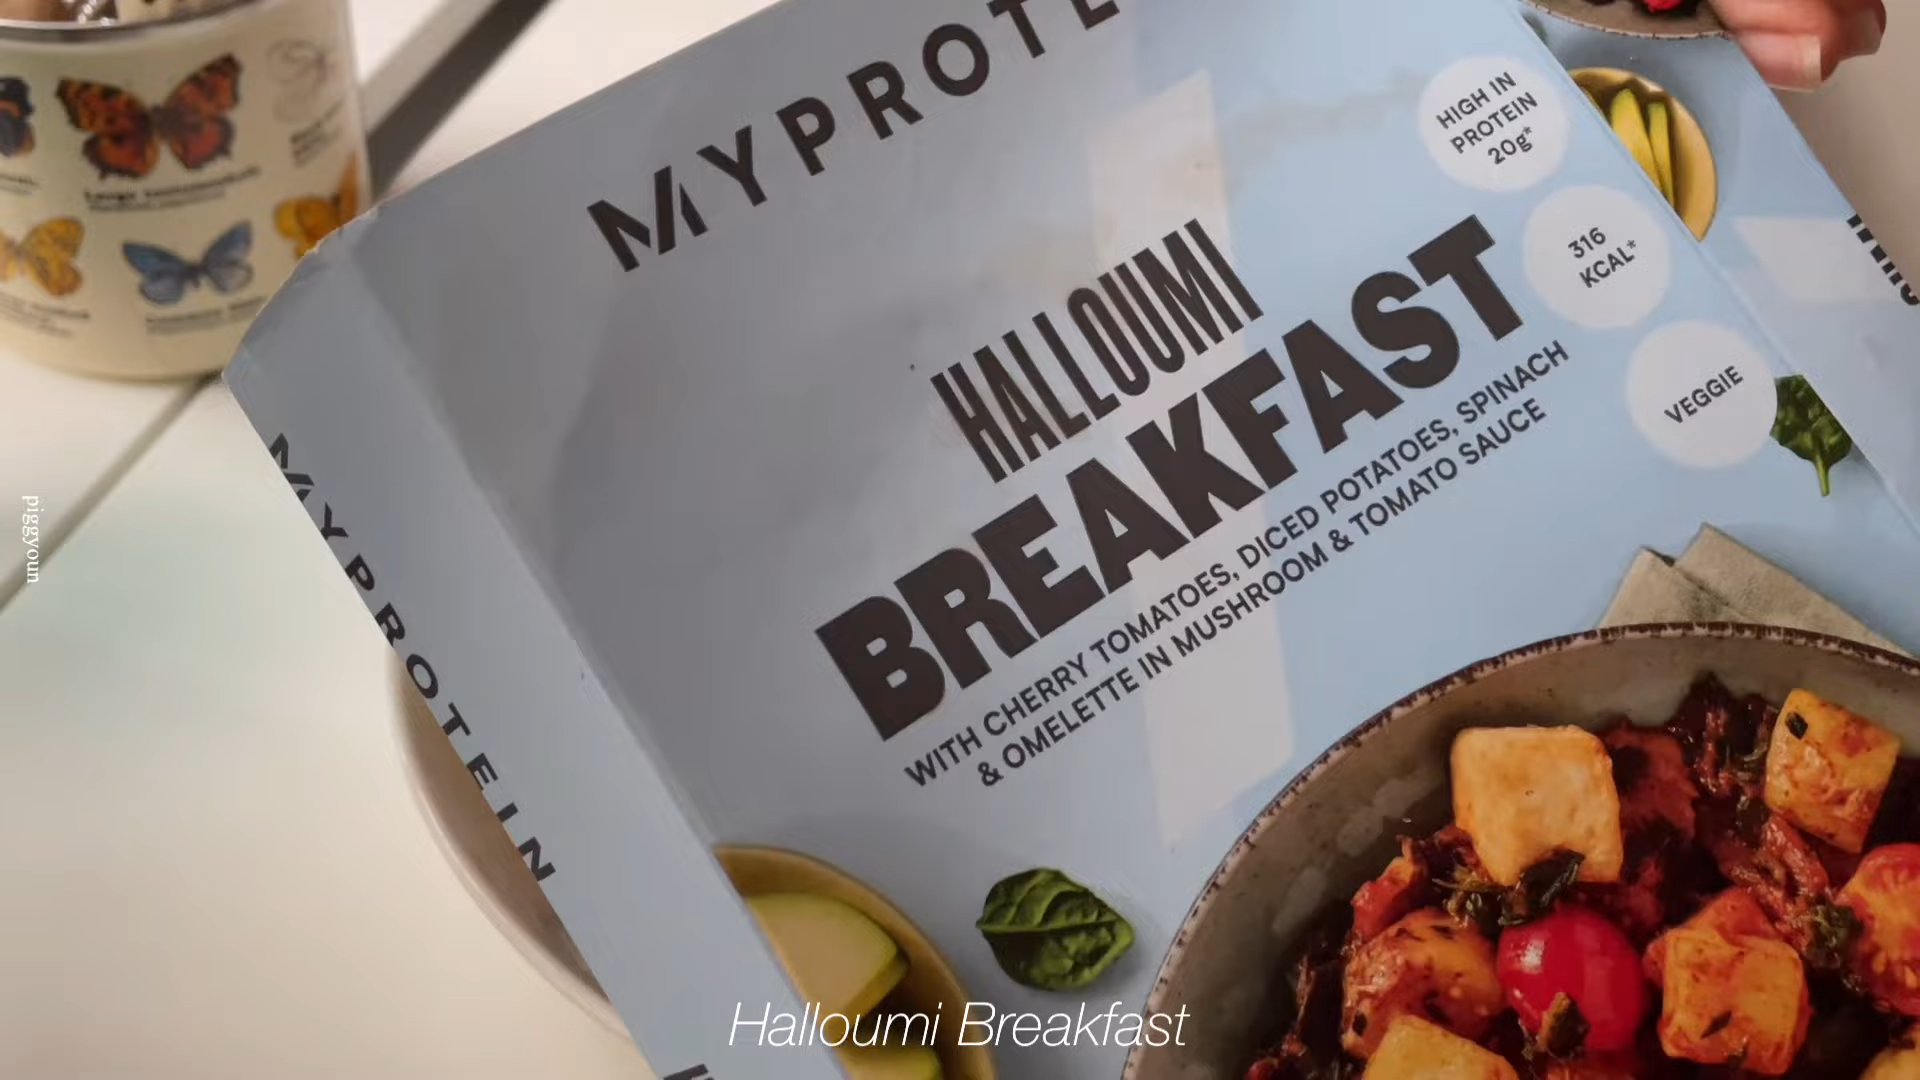 MYPROTE
HALLOUMI
BREAKFAST
WITH CHERRY TOMATOES, DICED POTATOES, SPINACH
& OMELETTE IN MUSHROOM & TOMATO SAUCE
HIGH IN
PROTEIN
20g*
316
KCAL*
VEGGIE
MYPROTEIN
piggyoum
Halloumi Breakfast